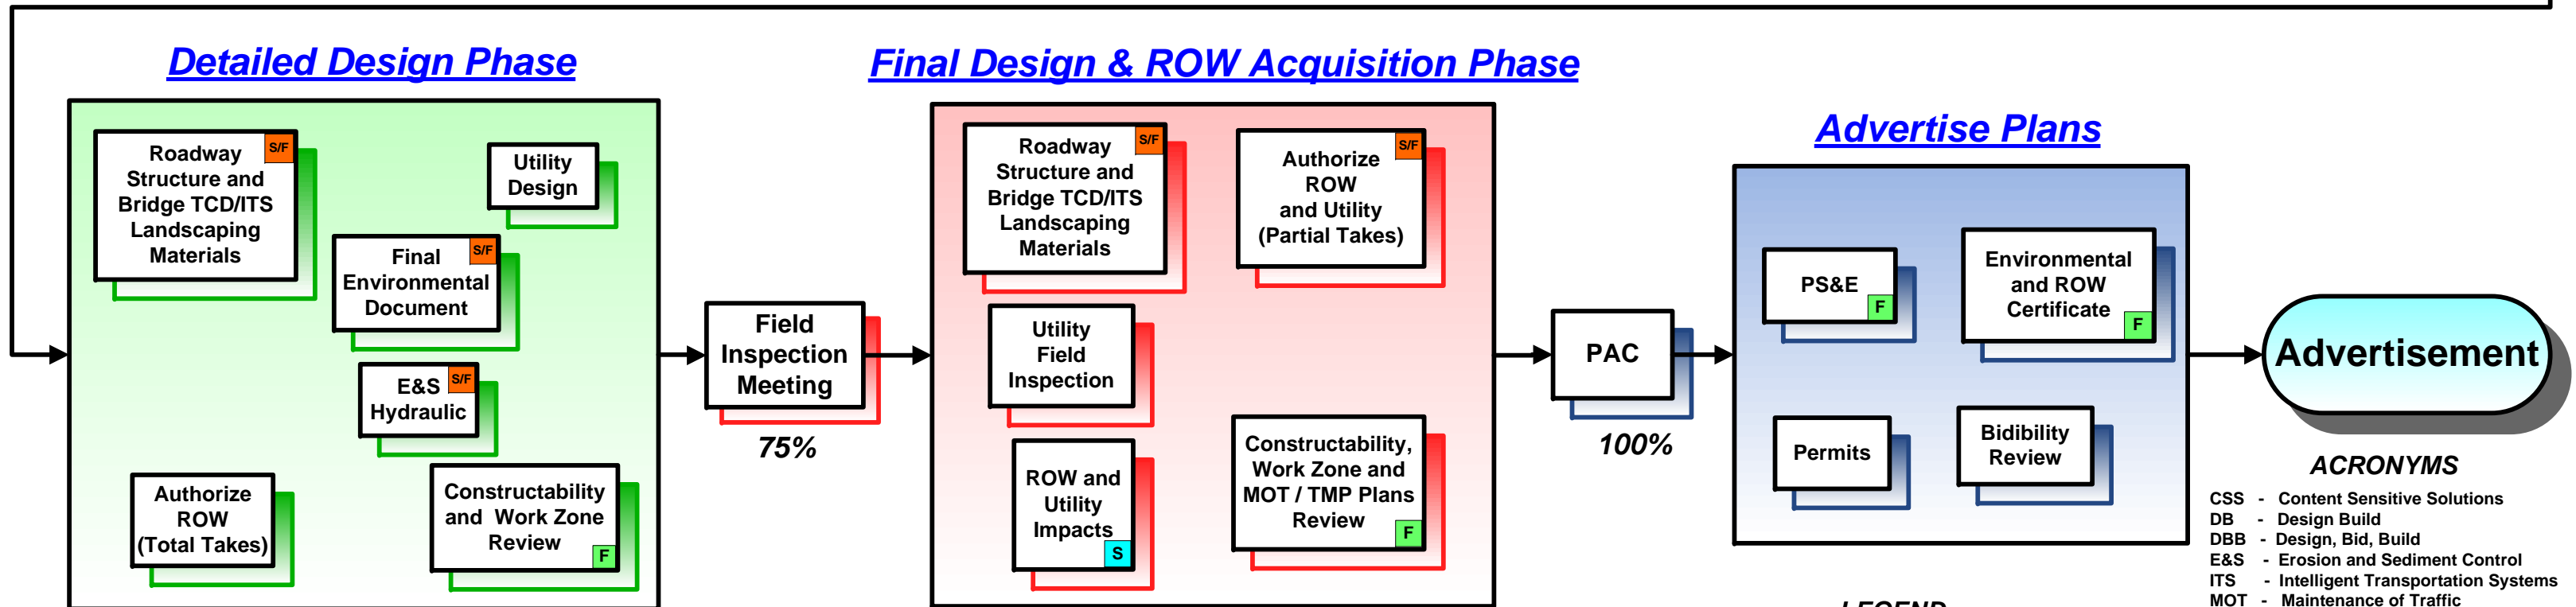 Detailed Design Phase
Roadway
Structure and
Bridge TCD/ITS
Landscaping
Materials
S/F
Utility
Design
Final
Environmental
Document
S/F
E&S
Hydraulic
S/F
Authorize
ROW
(Total Takes)
Constructability
and Work Zone
Review
F
Field
Inspection
Meeting
75%
Final Design & ROW Acquisition Phase
Roadway
Structure and
Bridge TCD/ITS
Landscaping
Materials
S/F
Authorize
ROW
and Utility
(Partial Takes)
S/F
Utility
Field
Inspection
ROW and
Utility
Impacts
S
Constructability,
Work Zone and
MOT / TMP Plans
Review
F
PAC
100%
Advertise Plans
PS&E
F
Environmental
and ROW
Certificate
F
Permits
Bidibility
Review
Advertisement
ACRONYMS
CSS - Content Sensitive Solutions
DB - Design Build
DBB - Design, Bid, Build
E&S - Erosion and Sediment Control
ITS - Intelligent Transportation Systems
MOT - Maintenance of Traffic
LEGEND